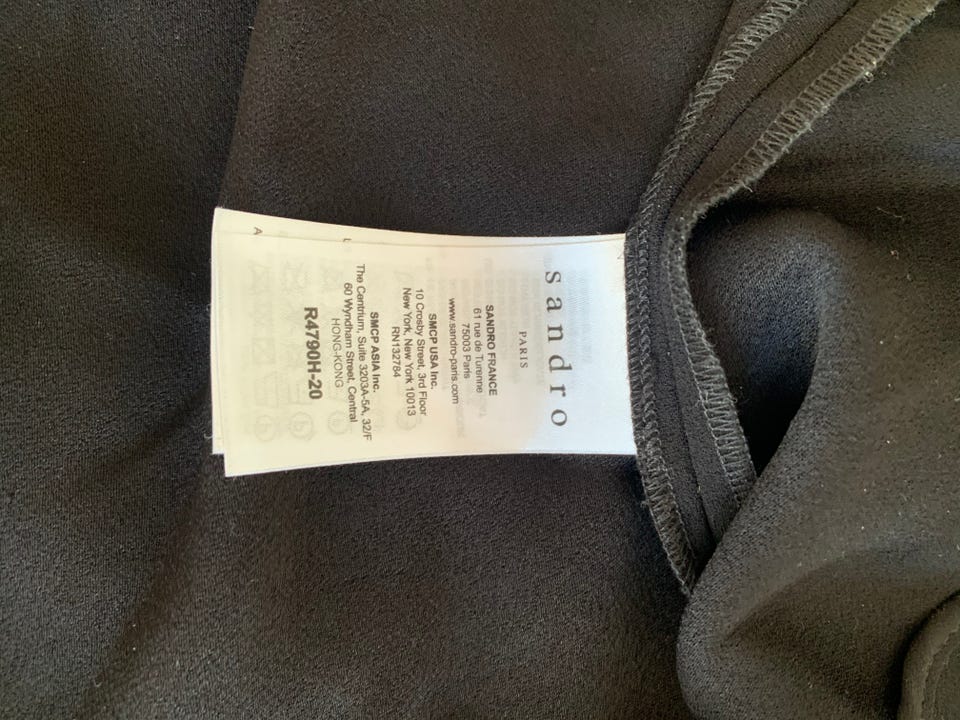 sandro
PARIS
SANDRO FRANCE
61 rue de Turenne
75003 Paris
www.sandro-paris.com
SMCP USA Inc.
10 Crosby Street, 3rd Floor
New York, New York 10013
RN132784
SMCP ASIA Inc.
The Centrium, Suite 3203A-5A, 32/F
60 Wyndham Street, Central
HONG-KONG
R4790H-20